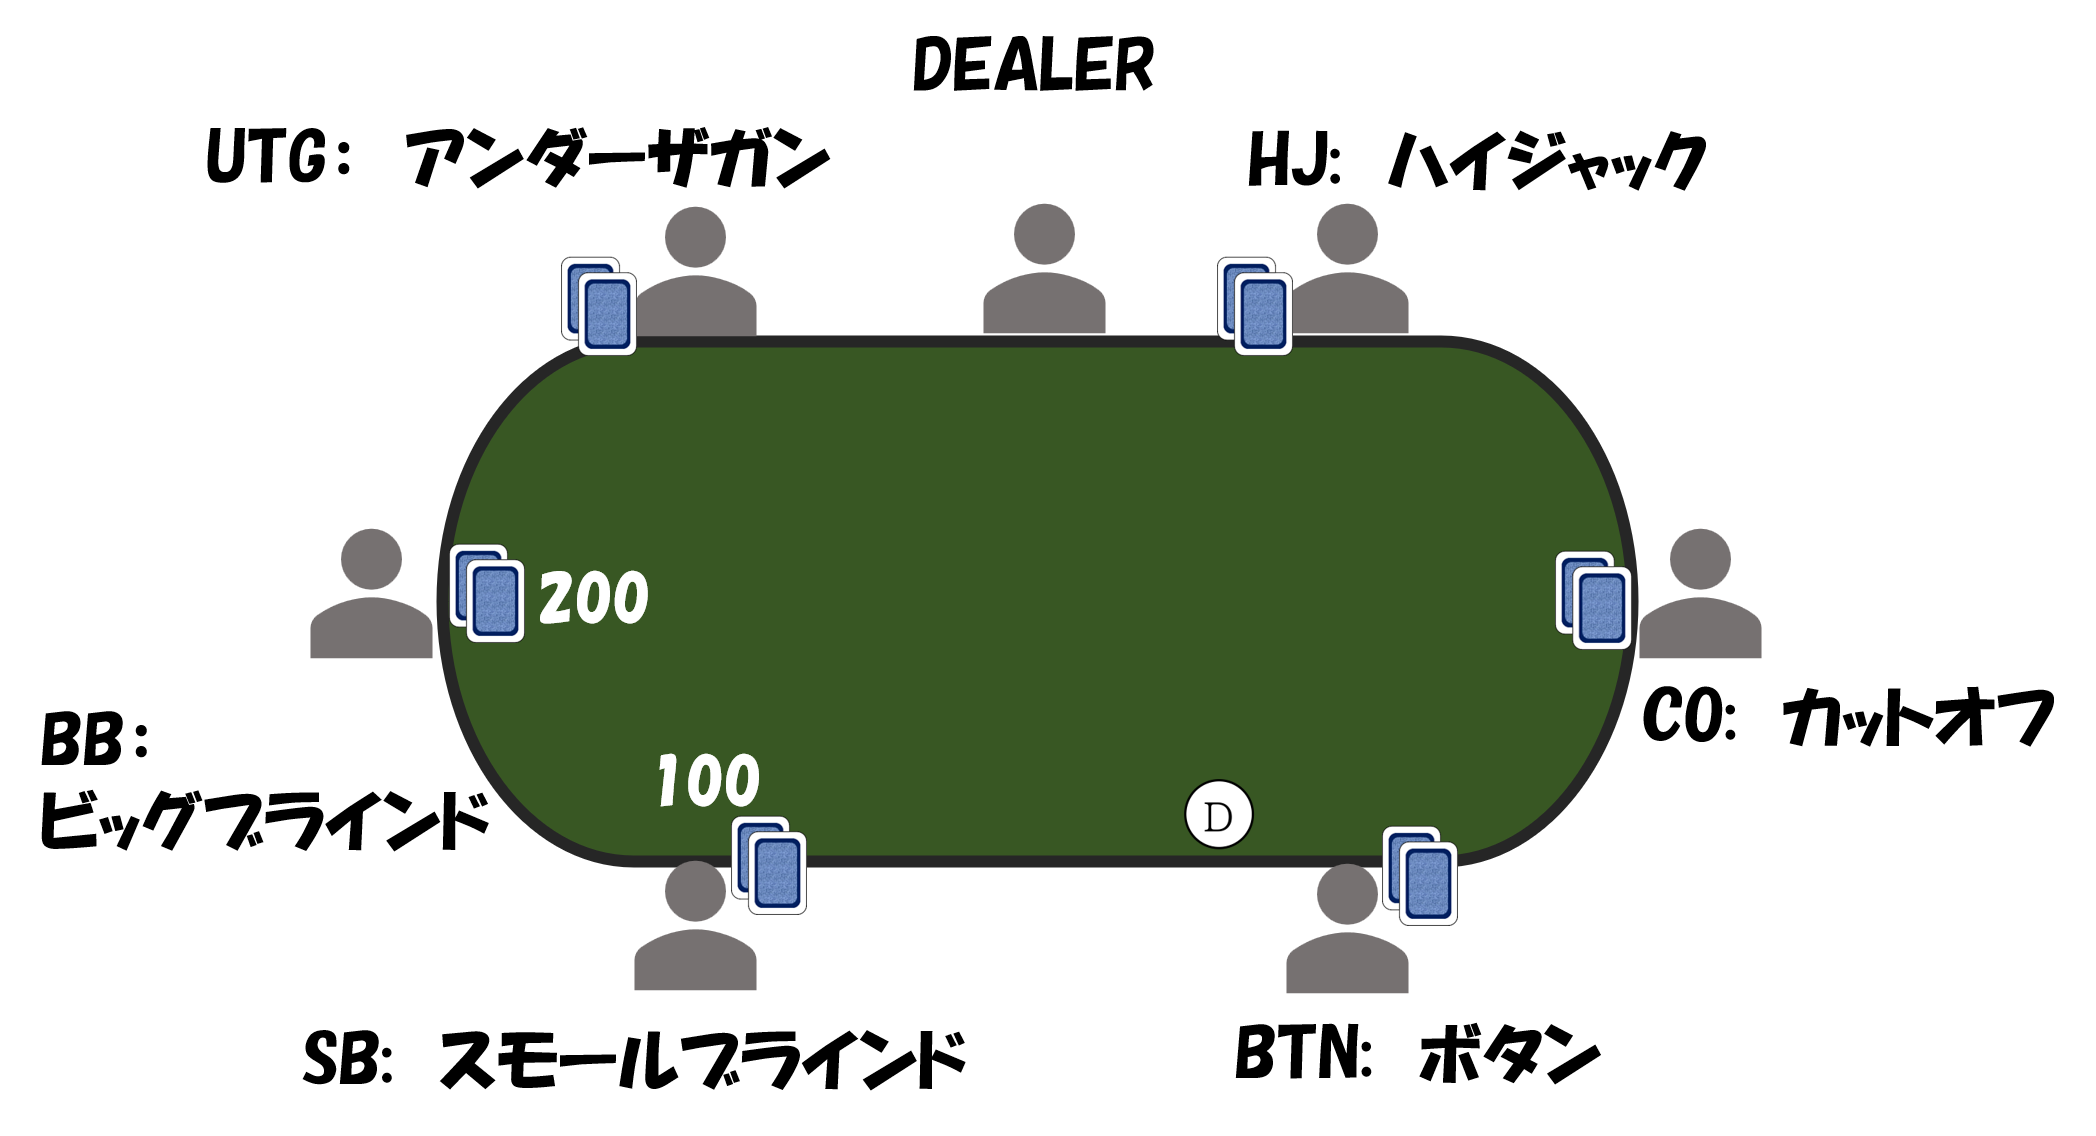 DEALER
UTG: アンダーザガン
HJ: ハイジャック
200
CO: カットオフ
BB:
ビッグブラインド
100
D
SB: スモールブラインド
BTN: ボタン